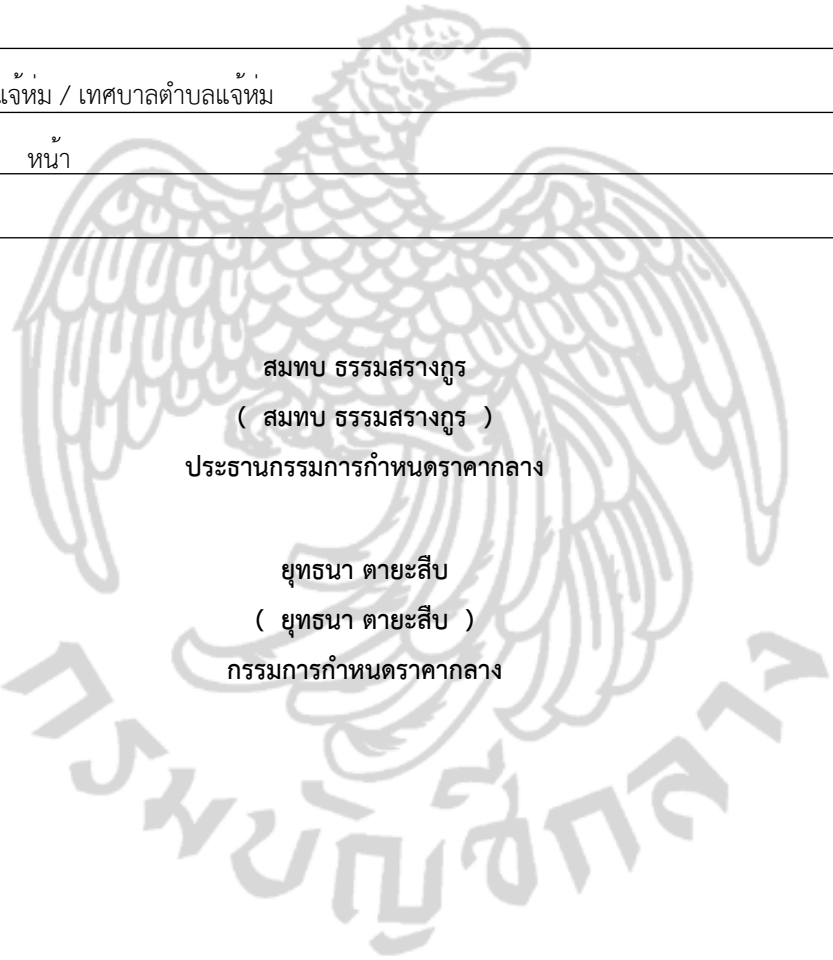 แจ้ห่ม / เทศบาลตำบลแจ้ห่ม
หน้า
สมทบ ธรรมสรางกูร
( สมทบ ธรรมสรางกูร )
ประธานกรรมการกำหนดราคากลาง
ยุทธนา ตายะสืบ
( ยุทธนา ตายะสืบ )
กรรมการกำหนดราคากลาง
กรมบัญชีกลาง